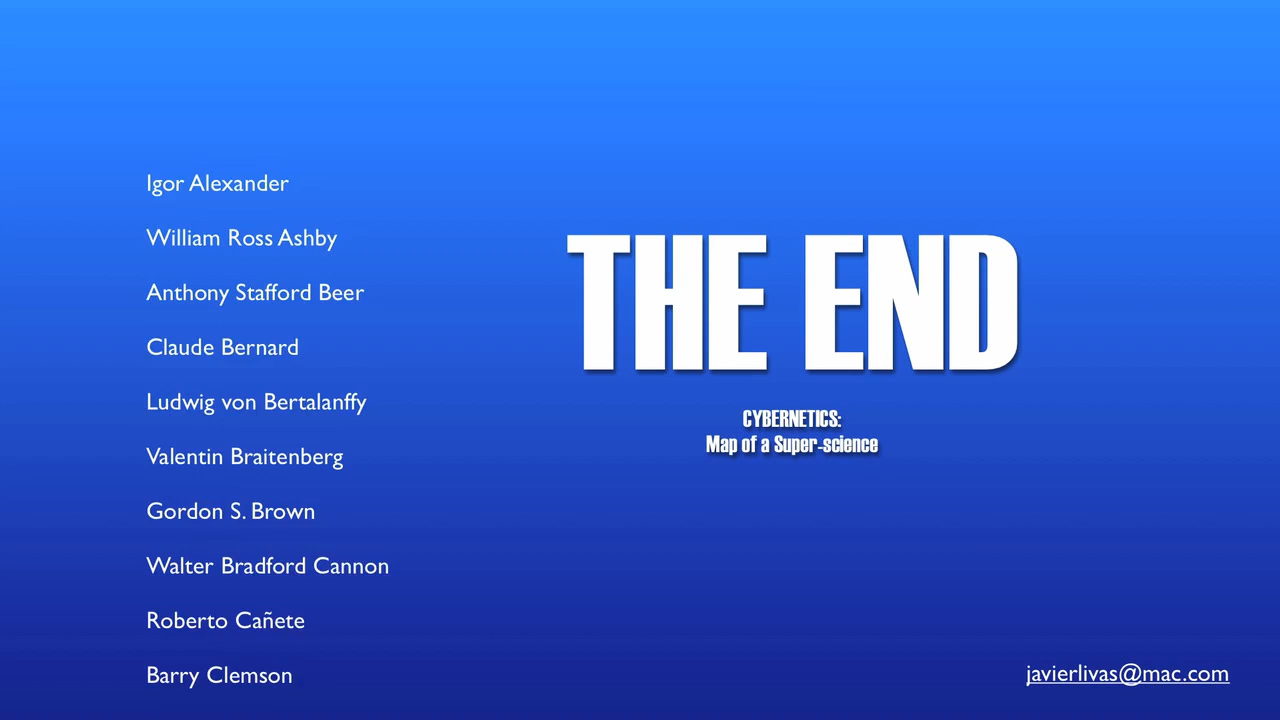 Igor Alexander
William Ross Ashby
Anthony Stafford Beer
Claude Bernard
Ludwig von Bertalanffy
Valentin Braitenberg
Gordon S. Brown
Walter Bradford Cannon
Roberto Cañete
Barry Clemson
THE END
CYBERNETICS:
Map of a Super-science
javierlivas@mac.com